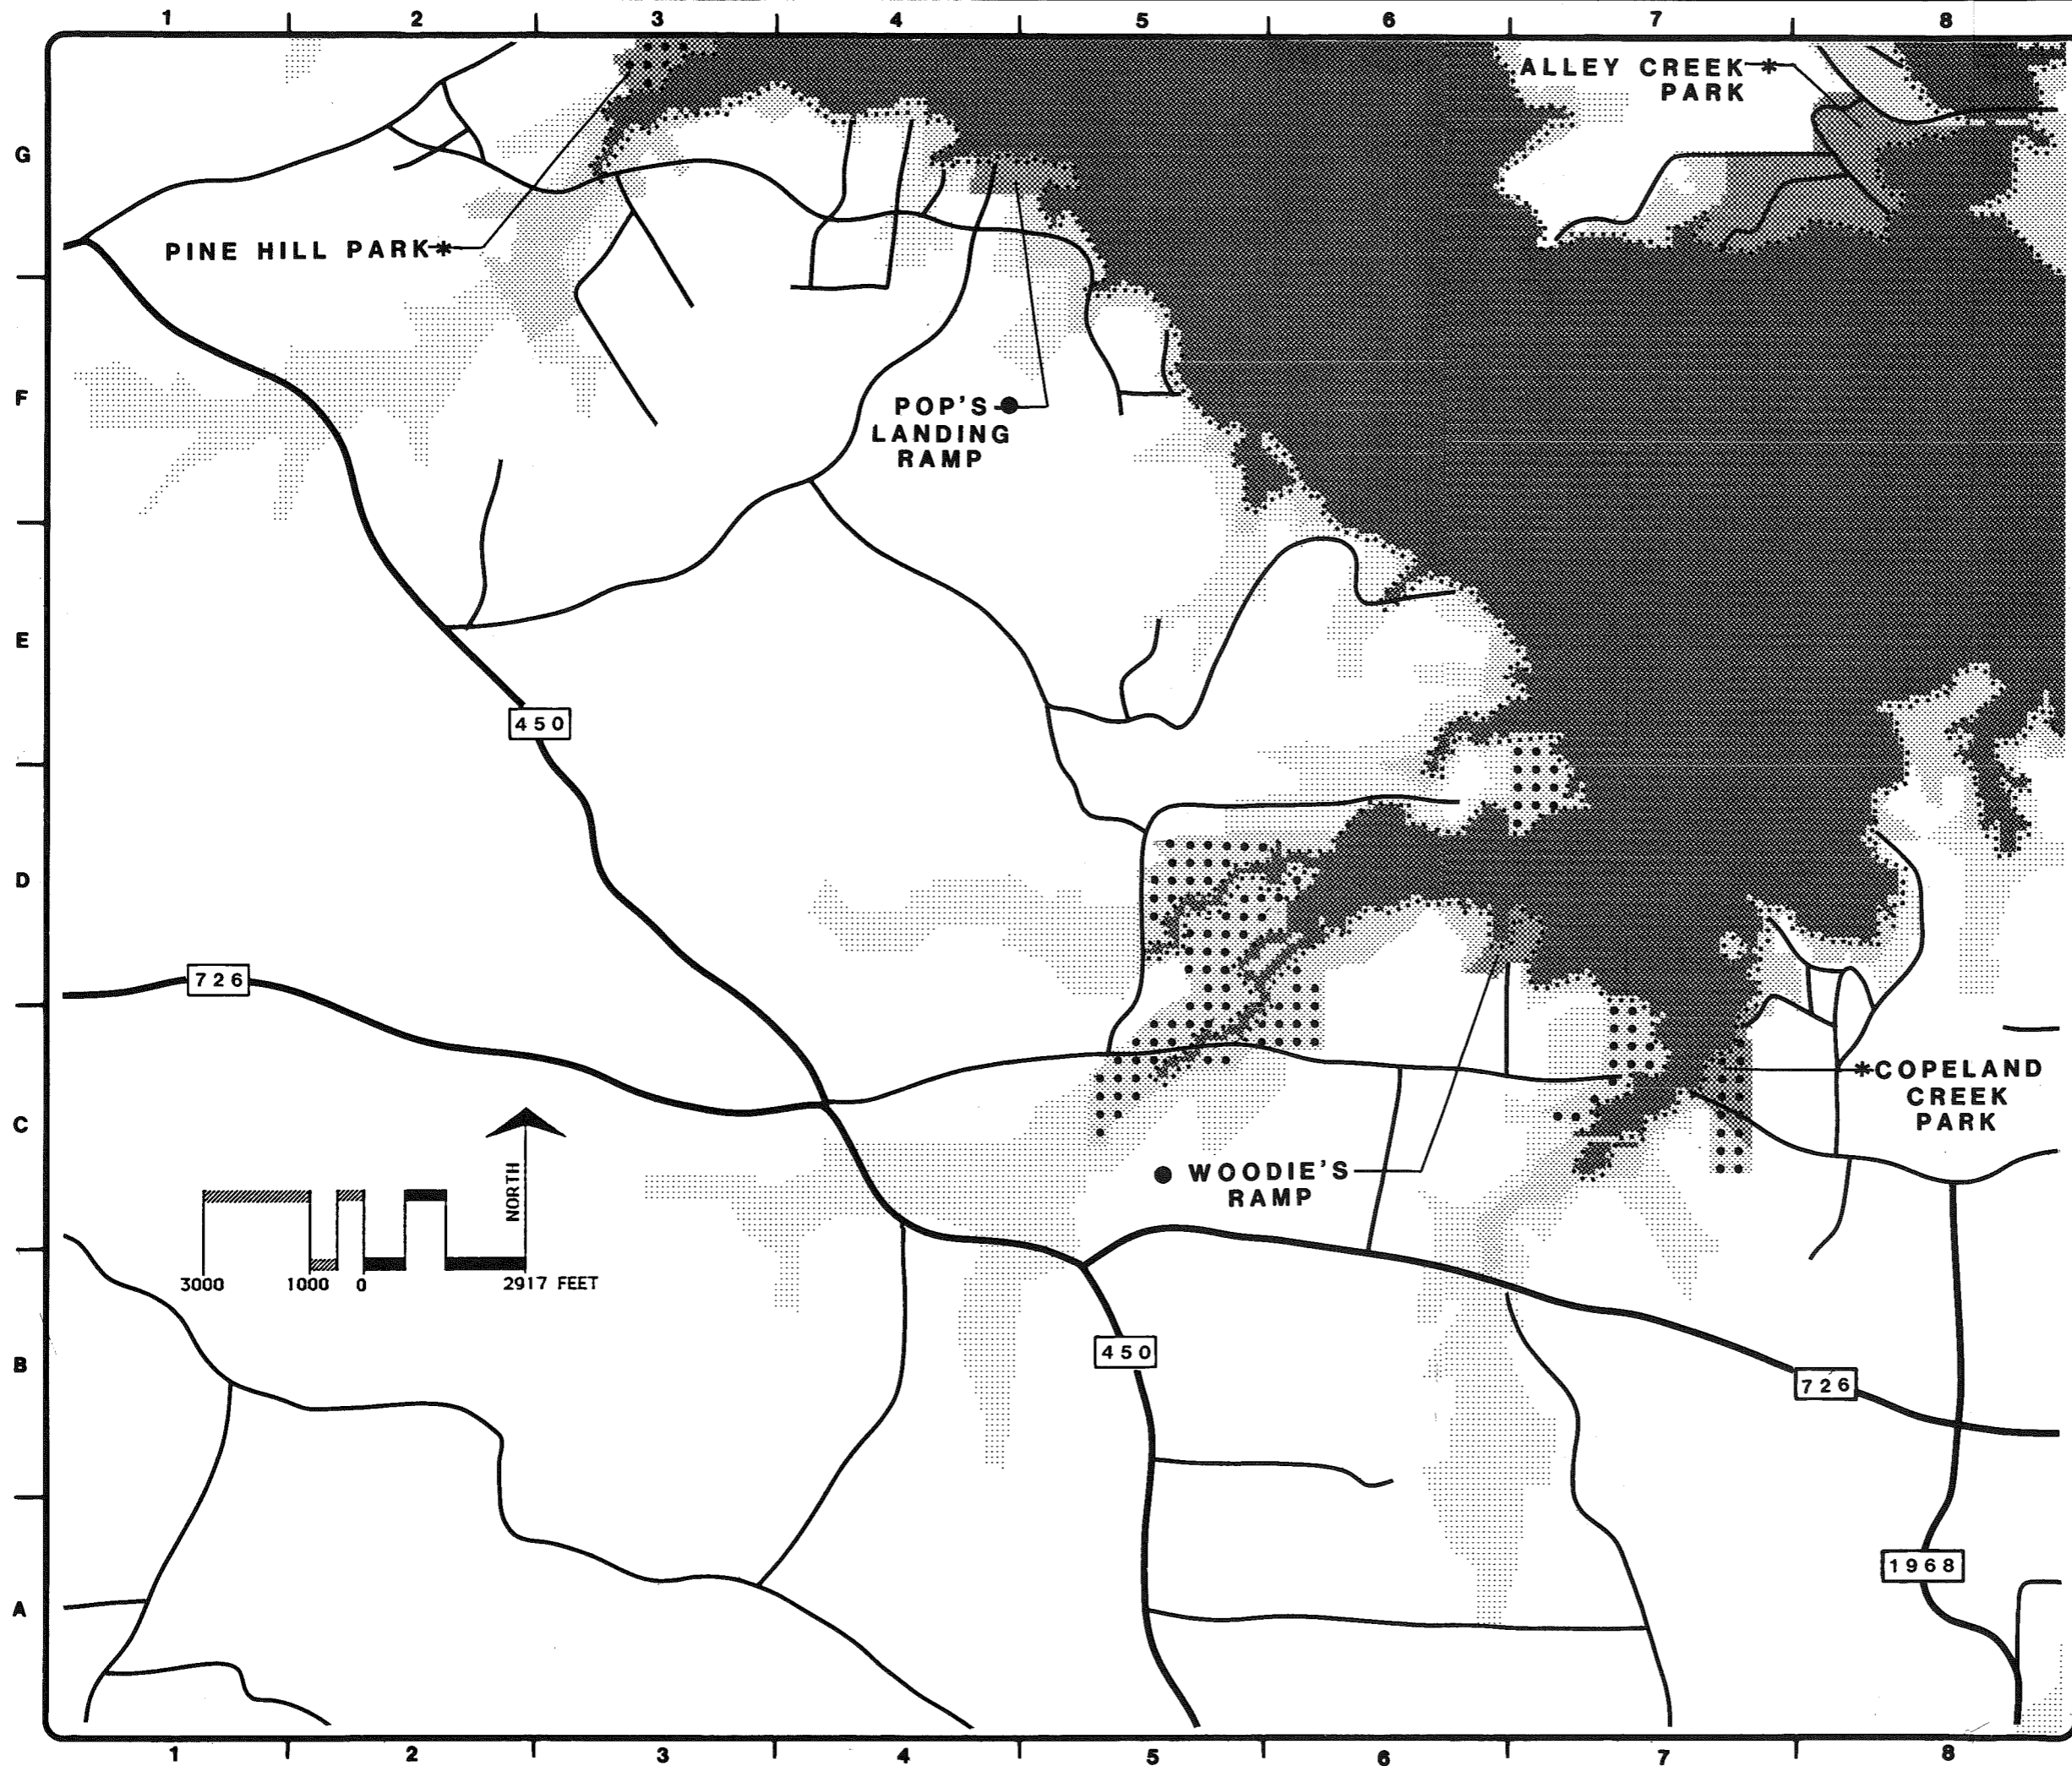 1 2 3 4 5 6 7 8
ALLEY CREEK*
PARK
G
PINE HILL PARK*
F
POP'S
LANDING
RAMP
E
450
D
726
*COPELAND
CREEK
PARK
C
WOODIE'S
RAMP
NORTH
3000 1000 0 2917 FEET
B
450
726
1968
A
1 2 3 4 5 6 7 8